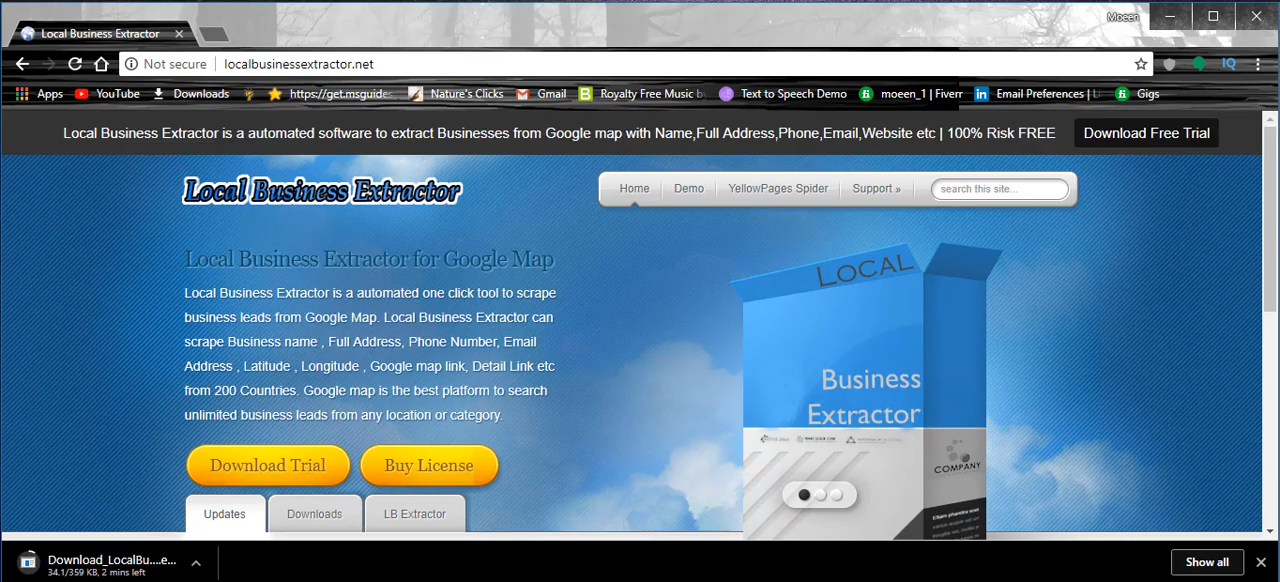 Local Business Extractor
Moeen
Not secure localbusinessextractor.net
Apps YouTube Downloads https://get.msguides. Nature's Clicks Gmail Royalty Free Music b Text to Speech Demo moeen_1 | Fiverr Email Preferences | Li Gigs
Local Business Extractor is a automated software to extract Businesses from Google map with Name,Full Address,Phone,Email,Website etc | 100% Risk FREE Download Free Trial
Local Business Extractor
Home Demo YellowPages Spider Support » search this site...
Local Business Extractor for Google Map
Local Business Extractor is a automated one click tool to scrape
business leads from Google Map. Local Business Extractor can
scrape Business name , Full Address, Phone Number, Email
Address , Latitude , Longitude , Google map link, Detail Link etc
from 200 Countries. Google map is the best platform to search
unlimited business leads from any location or category.
Download Trial Buy License
Updates Downloads LB Extractor
LOCAL
Business
Extractor
COMPANY
Download_LocalBu....e...
34.1/359 KB, 2 mins left
Show all